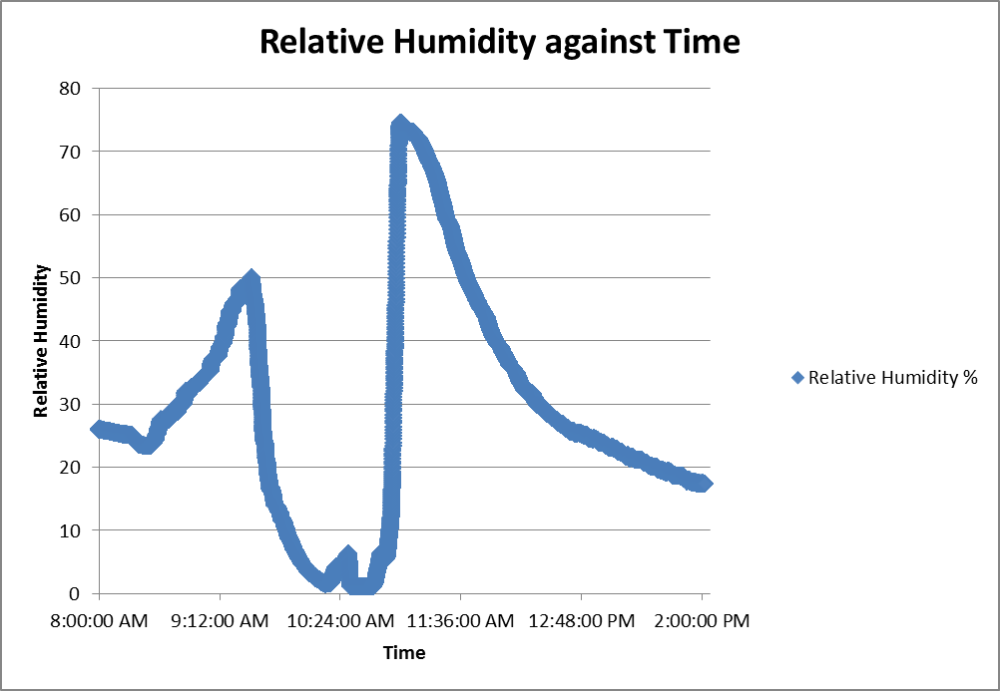 Relative Humidity against Time
80
70
60
50
40
30
20
10
0
Relative Humidity
8:00:00 AM 9:12:00 AM 10:24:00 AM 11:36:00 AM 12:48:00 PM 2:00:00 PM
Time
Relative Humidity %